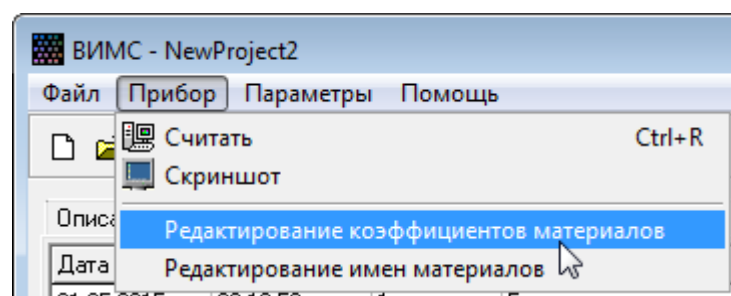 ВИМС - NewProject2
Файл Прибор Параметры Помощь
Считать Ctrl+R
Скриншот
Описа
Редактирование коэффициентов материалов
Дата
Редактирование имен материалов